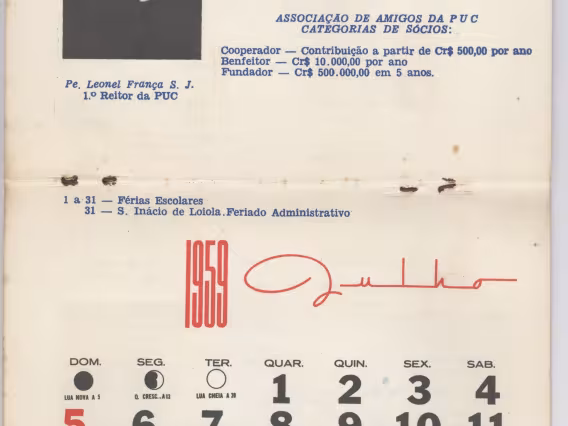 ASSOCIAÇÃO DE AMIGOS DA PUC
CATEGORIAS DE SÓCIOS:
Cooperador — Contribuição a partir de Cr$ 500,00 por ano
Benfeitor — Cr$ 10.000,00 por ano
Fundador — Cr$ 500.000,00 em 5 anos.
Pe. Leonel França S. J.
1.º Reitor da PUC
1 a 31 — Férias Escolares
31 — S. Inácio de Loiola. Feriado Administrativo
1959 Julho
DOM. SEG. TER. QUAR. QUIN. SEX. SAB.
1 2 3 4
LUA NOVA A 5 Q. CRESC. A 12 LUA CHEIA A 20
5 6 7 8 9 10 11